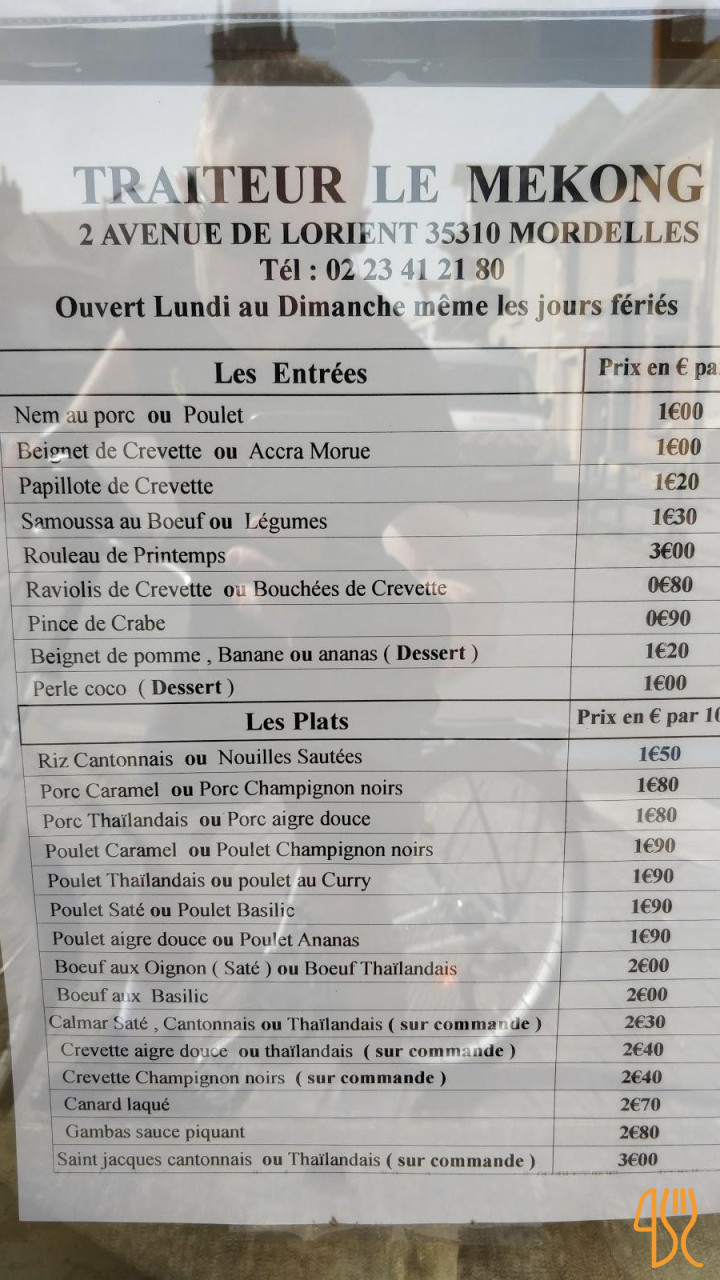 TRAITEUR LE MEKONG
2 AVENUE DE LORIENT 35310 MORDELLES
Tél : 02 23 41 21 80
Ouvert Lundi au Dimanche même les jours fériés
Les Entrées Prix en € pa
Nem au porc ou Poulet 1€00
Beignet de Crevette ou Accra Morue 1€00
Papillote de Crevette 1€20
Samoussa au Boeuf ou Légumes 1€30
Rouleau de Printemps 3€00
Raviolis de Crevette ou Bouchées de Crevette 0€80
Pince de Crabe 0€90
Beignet de pomme , Banane ou ananas ( Dessert ) 1€20
Perle coco ( Dessert ) 1€00
Les Plats Prix en € par 1
Riz Cantonnais ou Nouilles Sautées 1€50
Porc Caramel ou Porc Champignon noirs 1€80
Porc Thaïlandais ou Porc aigre douce 1€80
Poulet Caramel ou Poulet Champignon noirs 1€90
Poulet Thaïlandais ou poulet au Curry 1€90
Poulet Saté ou Poulet Basilic 1€90
Poulet aigre douce ou Poulet Ananas 1€90
Boeuf aux Oignon ( Saté ) ou Boeuf Thaïlandais 2€00
Boeuf aux Basilic 2€00
Calmar Saté , Cantonnais ou Thaïlandais ( sur commande ) 2€30
Crevette aigre douce ou thaïlandais ( sur commande ) 2€40
Crevette Champignon noirs ( sur commande ) 2€40
Canard laqué 2€70
Gambas sauce piquant 2€80
Saint jacques cantonnais ou Thaïlandais ( sur commande ) 3€00